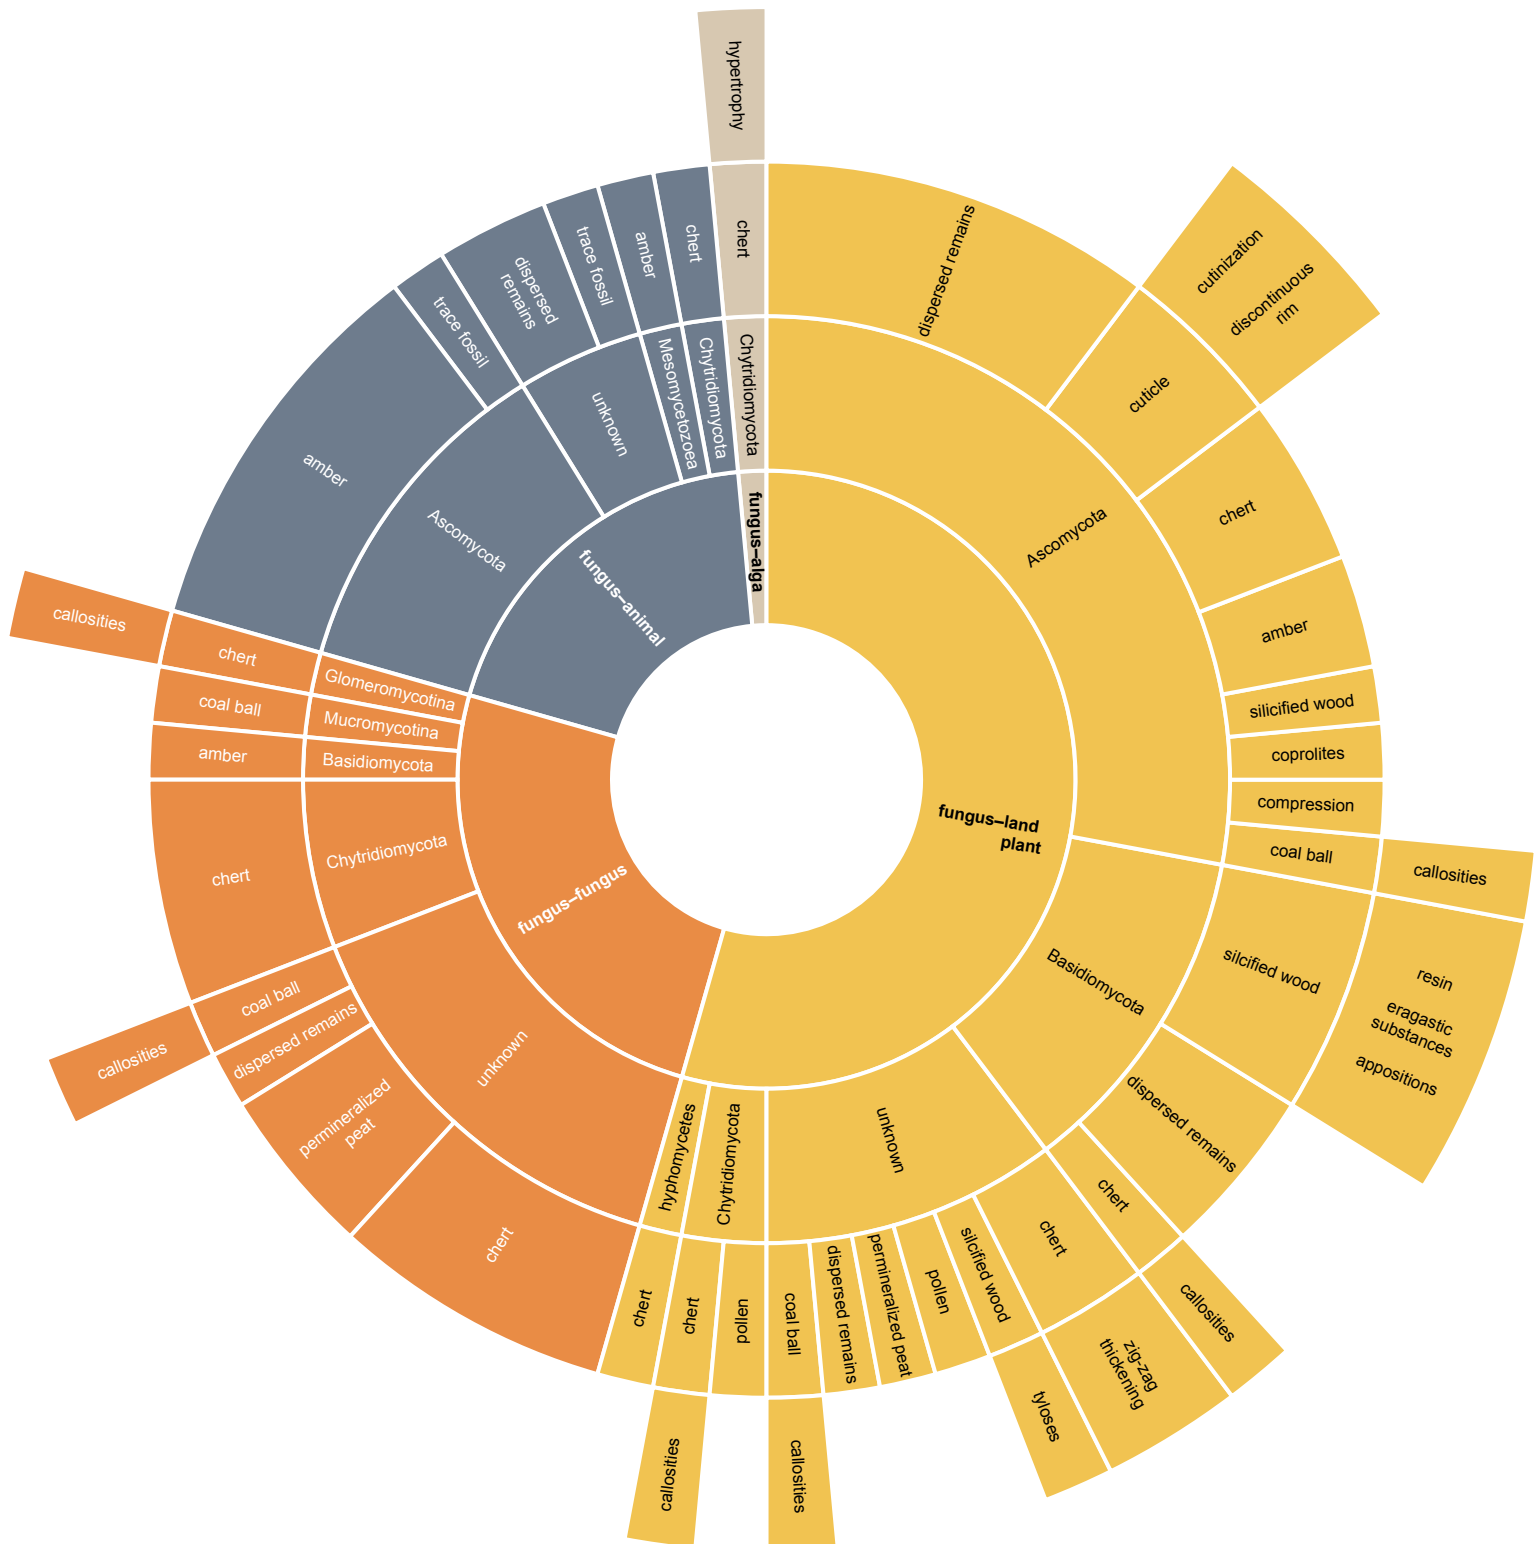 hypertrophy
chert
Chytridiomycota
fungus–alga
dispersed remains
cutinization
discontinuous
rim
cuticle
Ascomycota
chert
amber
silicified wood
coprolites
compression
coal ball
callosities
fungus–land
plant
Basidiomycota
silcified wood
resin
eragastic
substances
appositions
dispersed remains
chert
callosities
unknown
chert
zig-zag
thickening
silcified wood
tyloses
pollen
permineralized peat
dispersed remains
coal ball
callosities
Chytridiomycota
pollen
chert
callosities
hyphomycetes
chert
fungus–fungus
unknown
chert
permineralized
peat
dispersed remains
coal ball
callosities
Chytridiomycota
chert
Basidiomycota
amber
Mucromycotina
coal ball
Glomeromycotina
chert
callosities
fungus–animal
Ascomycota
amber
trace fossil
unknown
dispersed
remains
trace fossil
Mesomycetozoea
amber
Chytridiomycota
chert